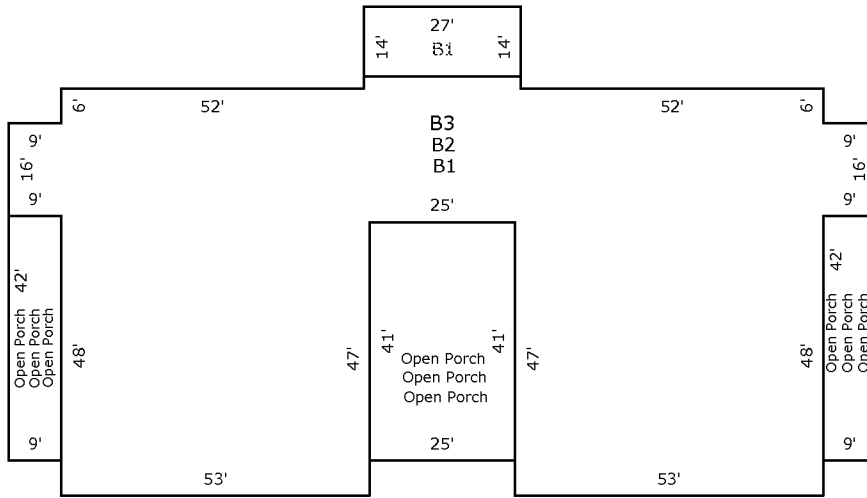 27'
14' B1 14'
6' 52' 52' 6'
9' B3 9'
B2
16' B1 16'
9' 25' 9'
42' 42'
Open Porch
Open Porch
Open Porch
48' 47' 41' 41' 47' 48'
Open Porch
Open Porch
Open Porch
Open Porch
Open Porch
Open Porch
9' 25' 9'
53' 53'